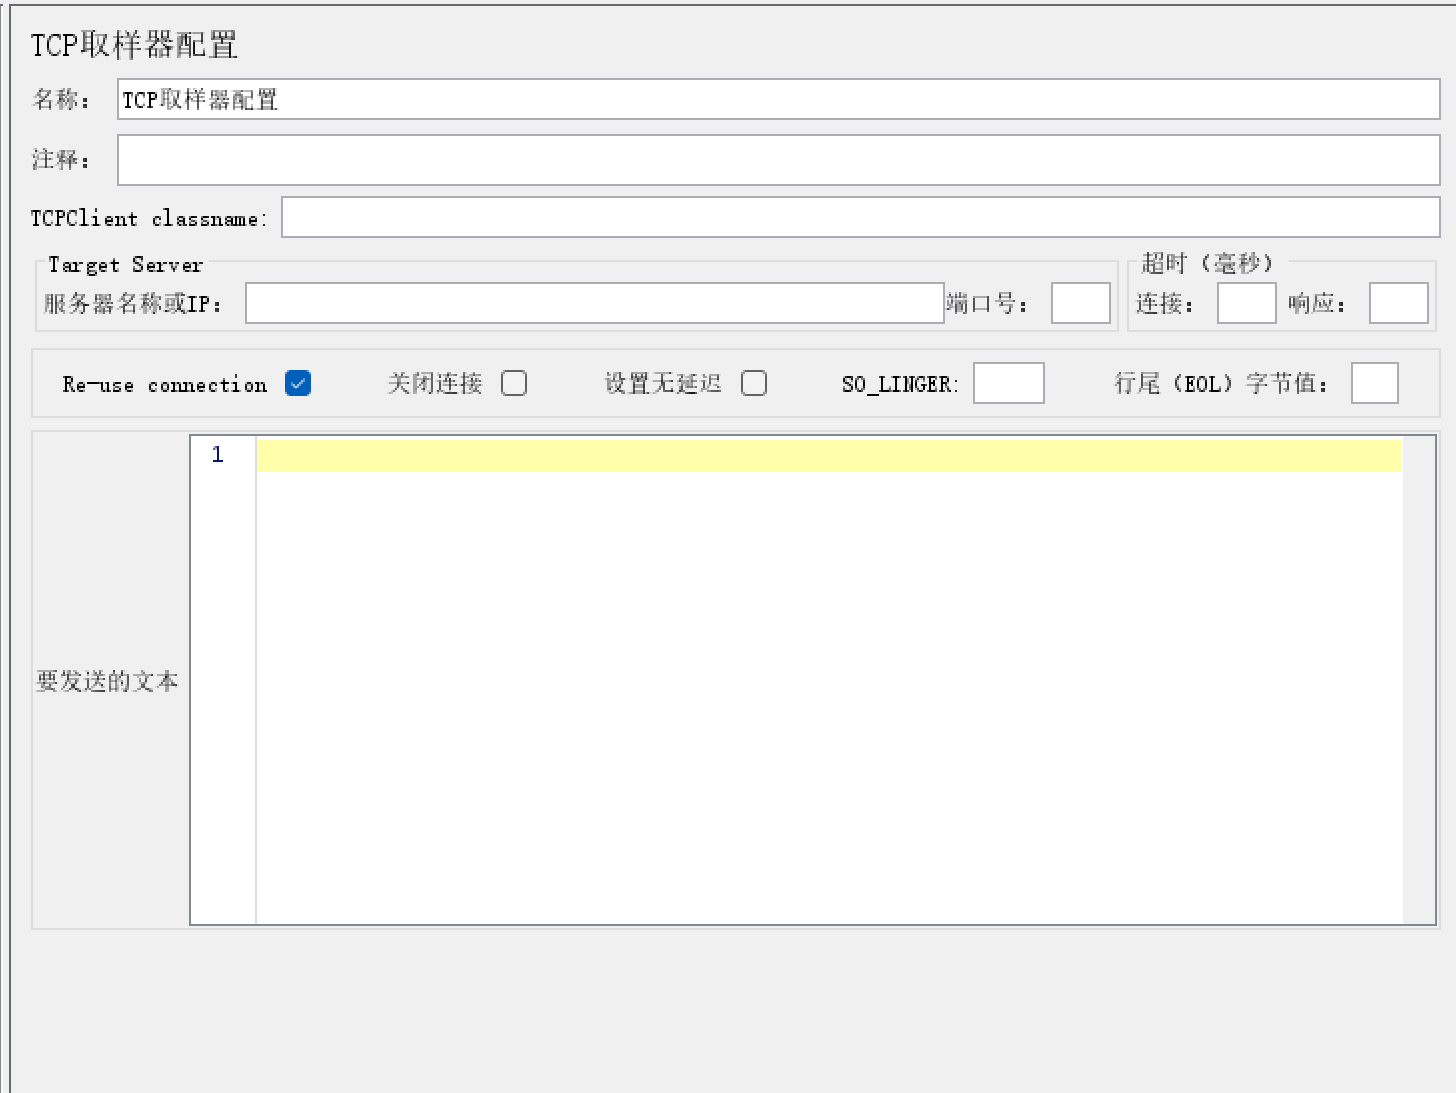 TCP取样器配置
名称： TCP取样器配置
注释：
TCPClient classname:
Target Server 超时（毫秒）
服务器名称或IP： 端口号： 连接： 响应：
Re-use connection 关闭连接 设置无延迟 SO_LINGER: 行尾（EOL）字节值：
1
要发送的文本